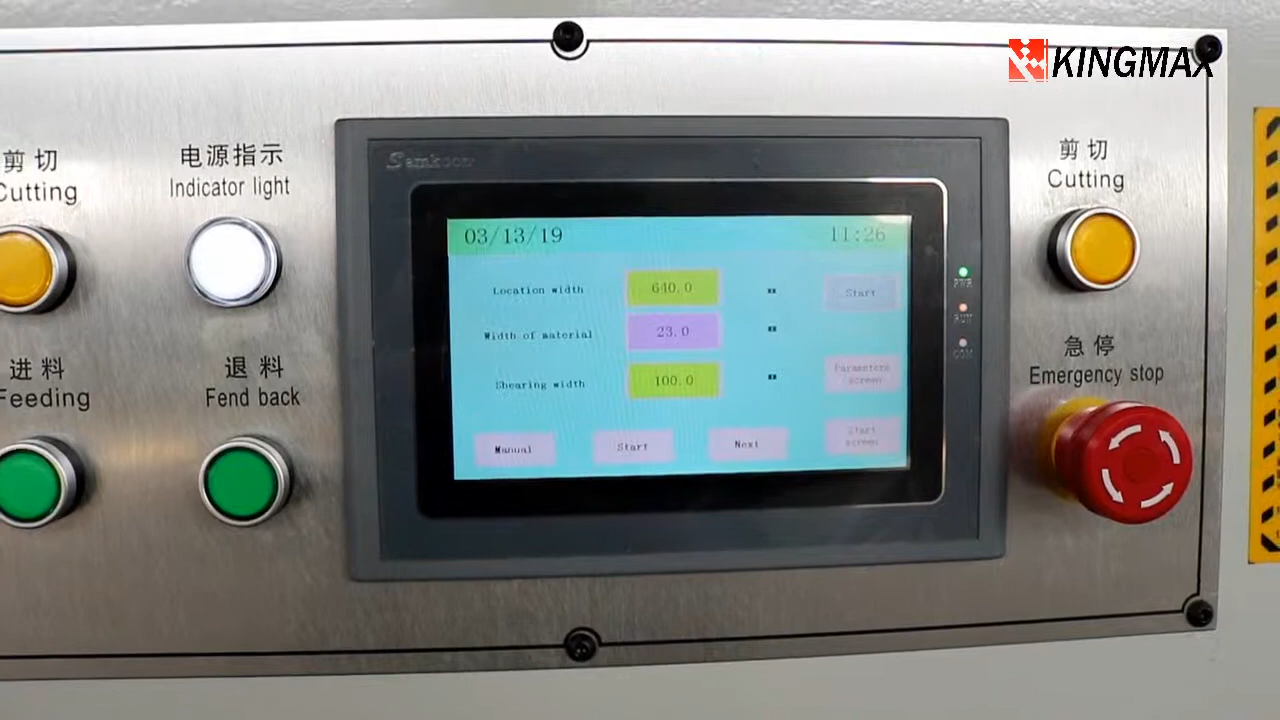 KINGMAX
剪切
Cutting
电源指示
Indicator light
进料
Feeding
退料
Fend back
Samkoon
03/13/19
11:26
Location width
640.0
Start
Width of material
23.0
Shearing width
100.0
Parameters
screen
Manual
Start
Next
Start
screen
PWR
RUN
COM
剪切
Cutting
急停
Emergency stop